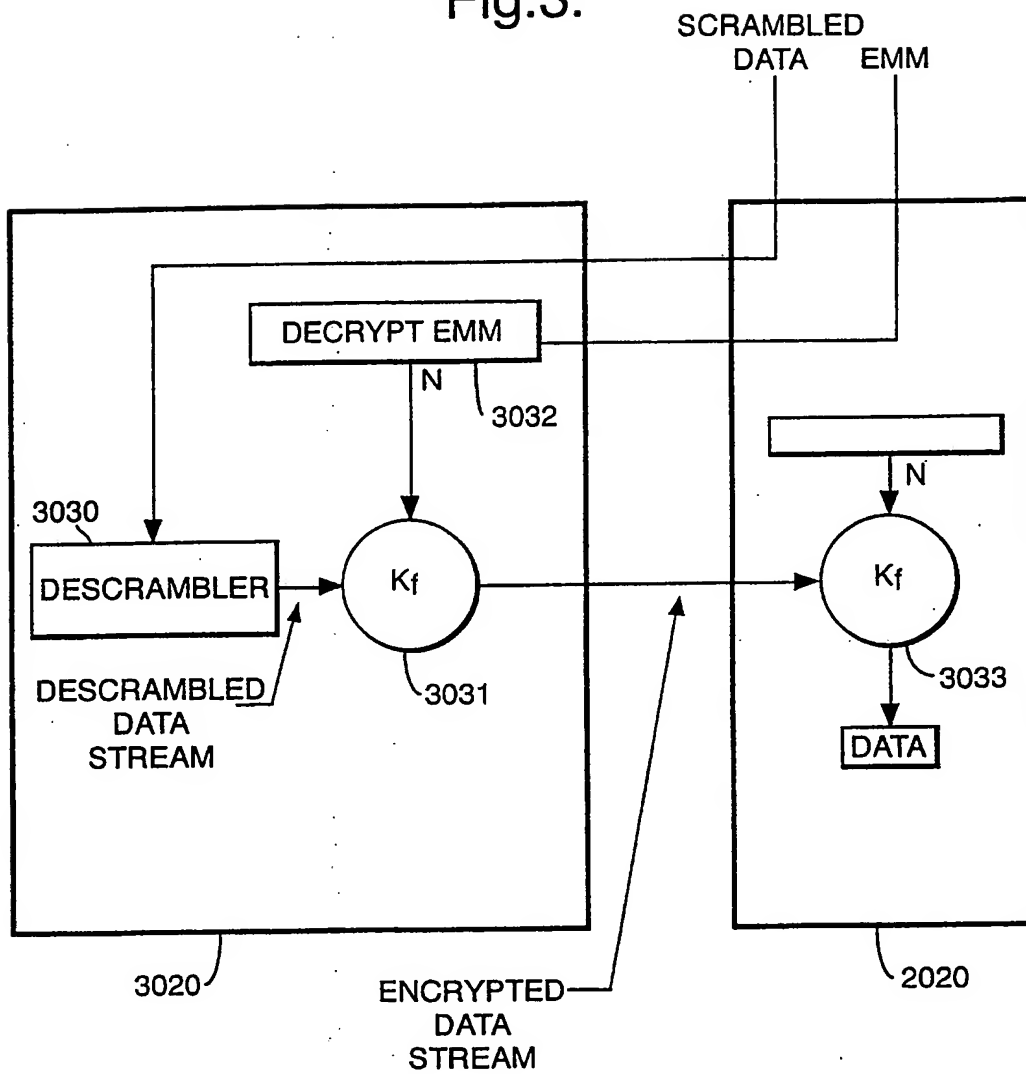 Fig.3.
SCRAMBLED
DATA
EMM
DECRYPT EMM
N
3032
N
3030
DESCRAMBLER
Kf
Kf
3031
3033
DESCRAMBLED
DATA
STREAM
DATA
3020
2020
ENCRYPTED
DATA
STREAM